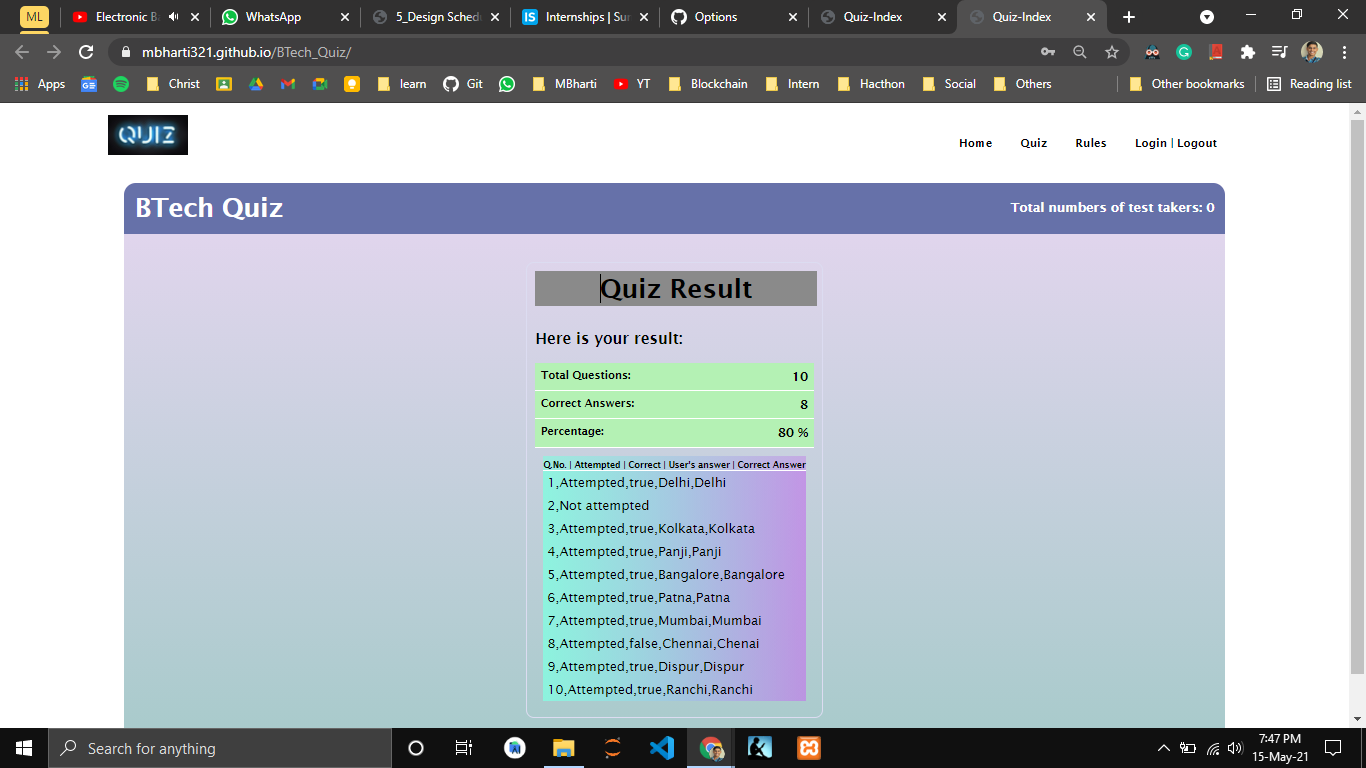 ML
Electronic Ba
WhatsApp
5_Design Sched
IS
Internships | Sum
Options
Quiz-Index
Quiz-Index
mbharti321.github.io/BTech_Quiz/
Apps
Christ
learn
Git
MBharti
YT
Blockchain
Intern
Hacthon
Social
Others
Other bookmarks
Reading list
QUIZ
Home
Quiz
Rules
Login | Logout
BTech Quiz
Total numbers of test takers: 0
Quiz Result
Here is your result:
Total Questions: 10
Correct Answers: 8
Percentage: 80 %
Q.No. | Attempted | Correct | User's answer | Correct Answer
1,Attempted,true,Delhi,Delhi
2,Not attempted
3,Attempted,true,Kolkata,Kolkata
4,Attempted,true,Panji,Panji
5,Attempted,true,Bangalore,Bangalore
6,Attempted,true,Patna,Patna
7,Attempted,true,Mumbai,Mumbai
8,Attempted,false,Chennai,Chenai
9,Attempted,true,Dispur,Dispur
10,Attempted,true,Ranchi,Ranchi
Search for anything
7:47 PM
15-May-21